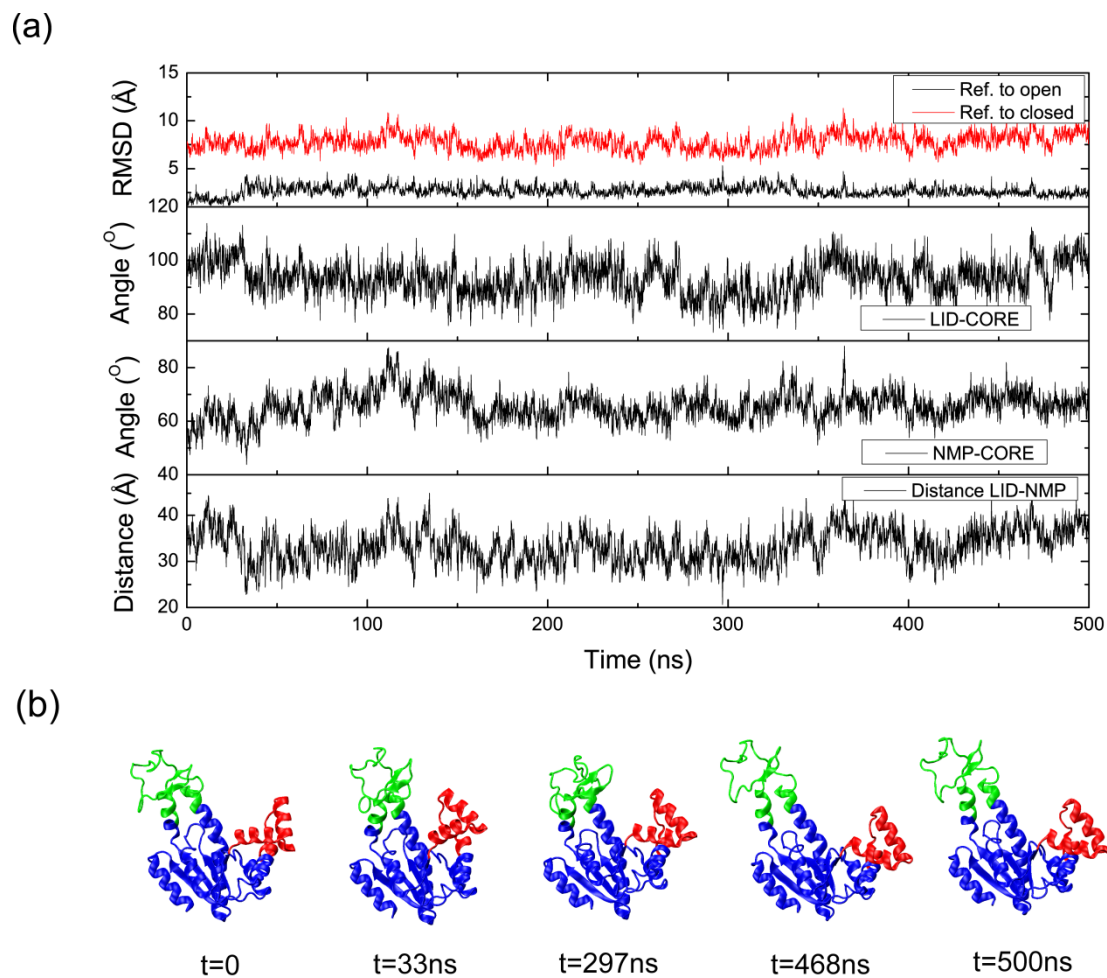 (a)
RMSD (Å)
15
10
5
Ref. to open
Ref. to closed
Angle (O)
120
100
80
LID-CORE
Angle (O)
80
60
40
NMP-CORE
Distance (Å)
40
30
20
Distance LID-NMP
0 100 200 300 400 500
Time (ns)
(b)
t=0 t=33ns t=297ns t=468ns t=500ns